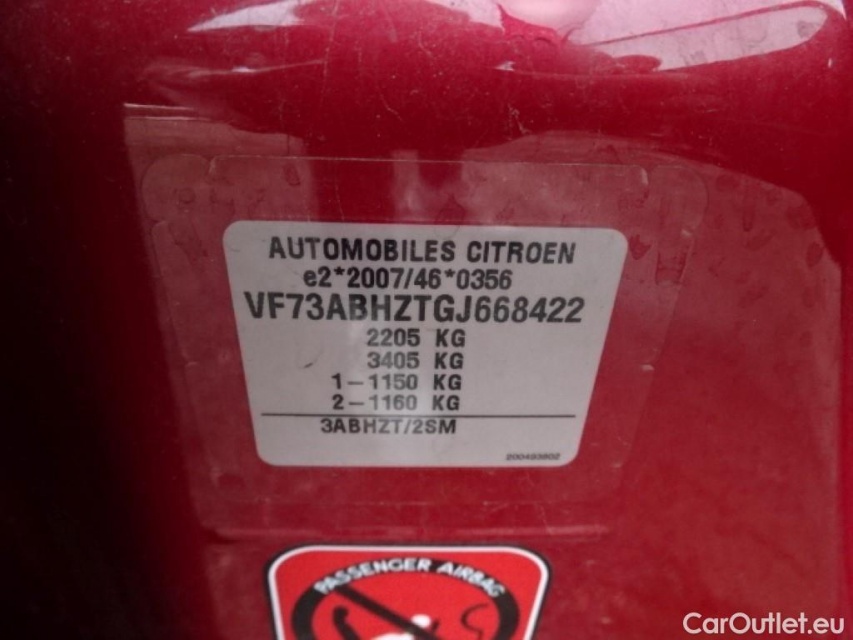 AUTOMOBILES CITROEN
e2*2007/46*0356
VF73ABHZTGJ668422
2205 KG
3405 KG
1-1150 KG
2-1160 KG
3ABHZT/2SM
200493802
PASSENGER AIRBAG
CarOutlet.eu